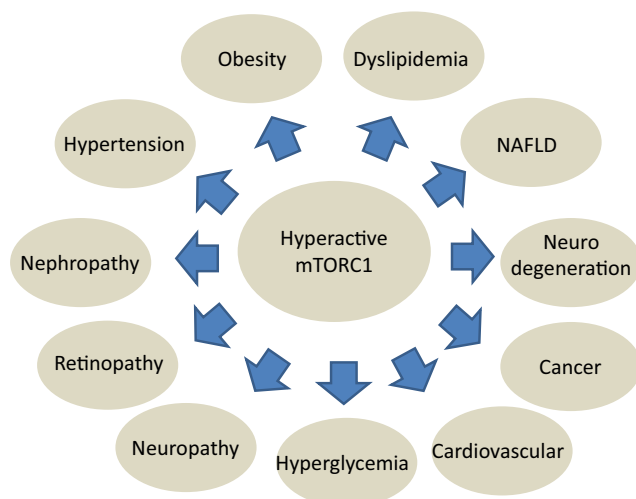 Obesity
Dyslipidemia
Hypertension
NAFLD
Hyperactive
mTORC1
Nephropathy
Neuro
degeneration
Retinopathy
Cancer
Neuropathy
Hyperglycemia
Cardiovascular